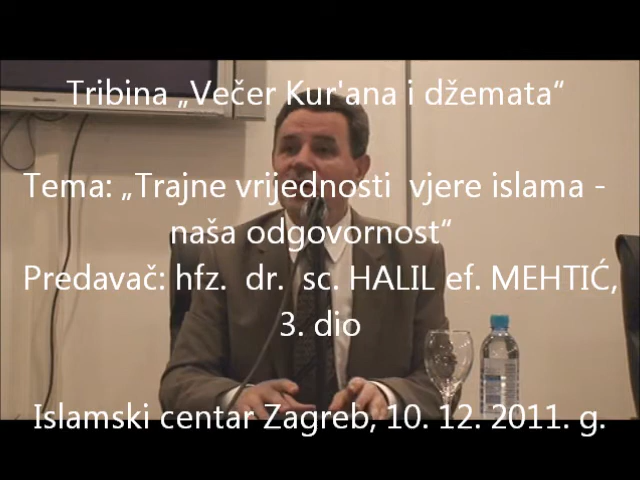 Tribina „Večer Kur'ana i džemata“
Tema: „Trajne vrijednosti vjere islama -
naša odgovornost“
Predavač: hfz. dr. sc. HALIL ef. MEHTIĆ,
3. dio
Islamski centar Zagreb, 10. 12. 2011. g.